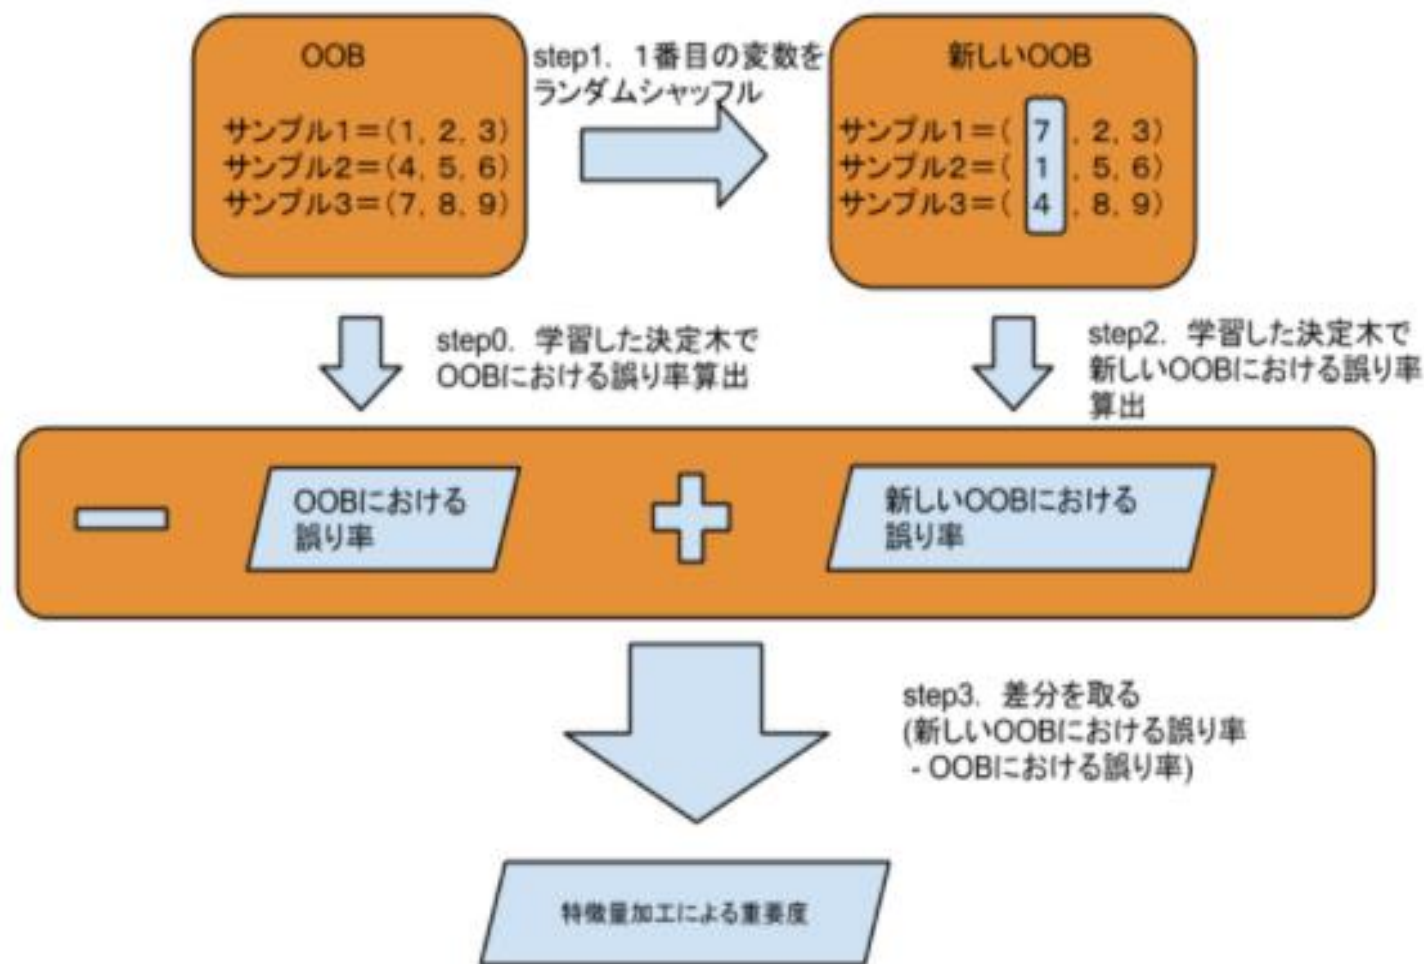 OOB
サンプル1=(1, 2, 3)
サンプル2=(4, 5, 6)
サンプル3=(7, 8, 9)
step1. 1番目の変数を
ランダムシャッフル
新しいOOB
サンプル1=( 7 , 2, 3)
サンプル2=( 1 , 5, 6)
サンプル3=( 4 , 8, 9)
step0. 学習した決定木で
OOBにおける誤り率算出
step2. 学習した決定木で
新しいOOBにおける誤り率
算出
OOBにおける
誤り率
新しいOOBにおける
誤り率
step3. 差分を取る
(新しいOOBにおける誤り率
- OOBにおける誤り率)
特徴量加工による重要度